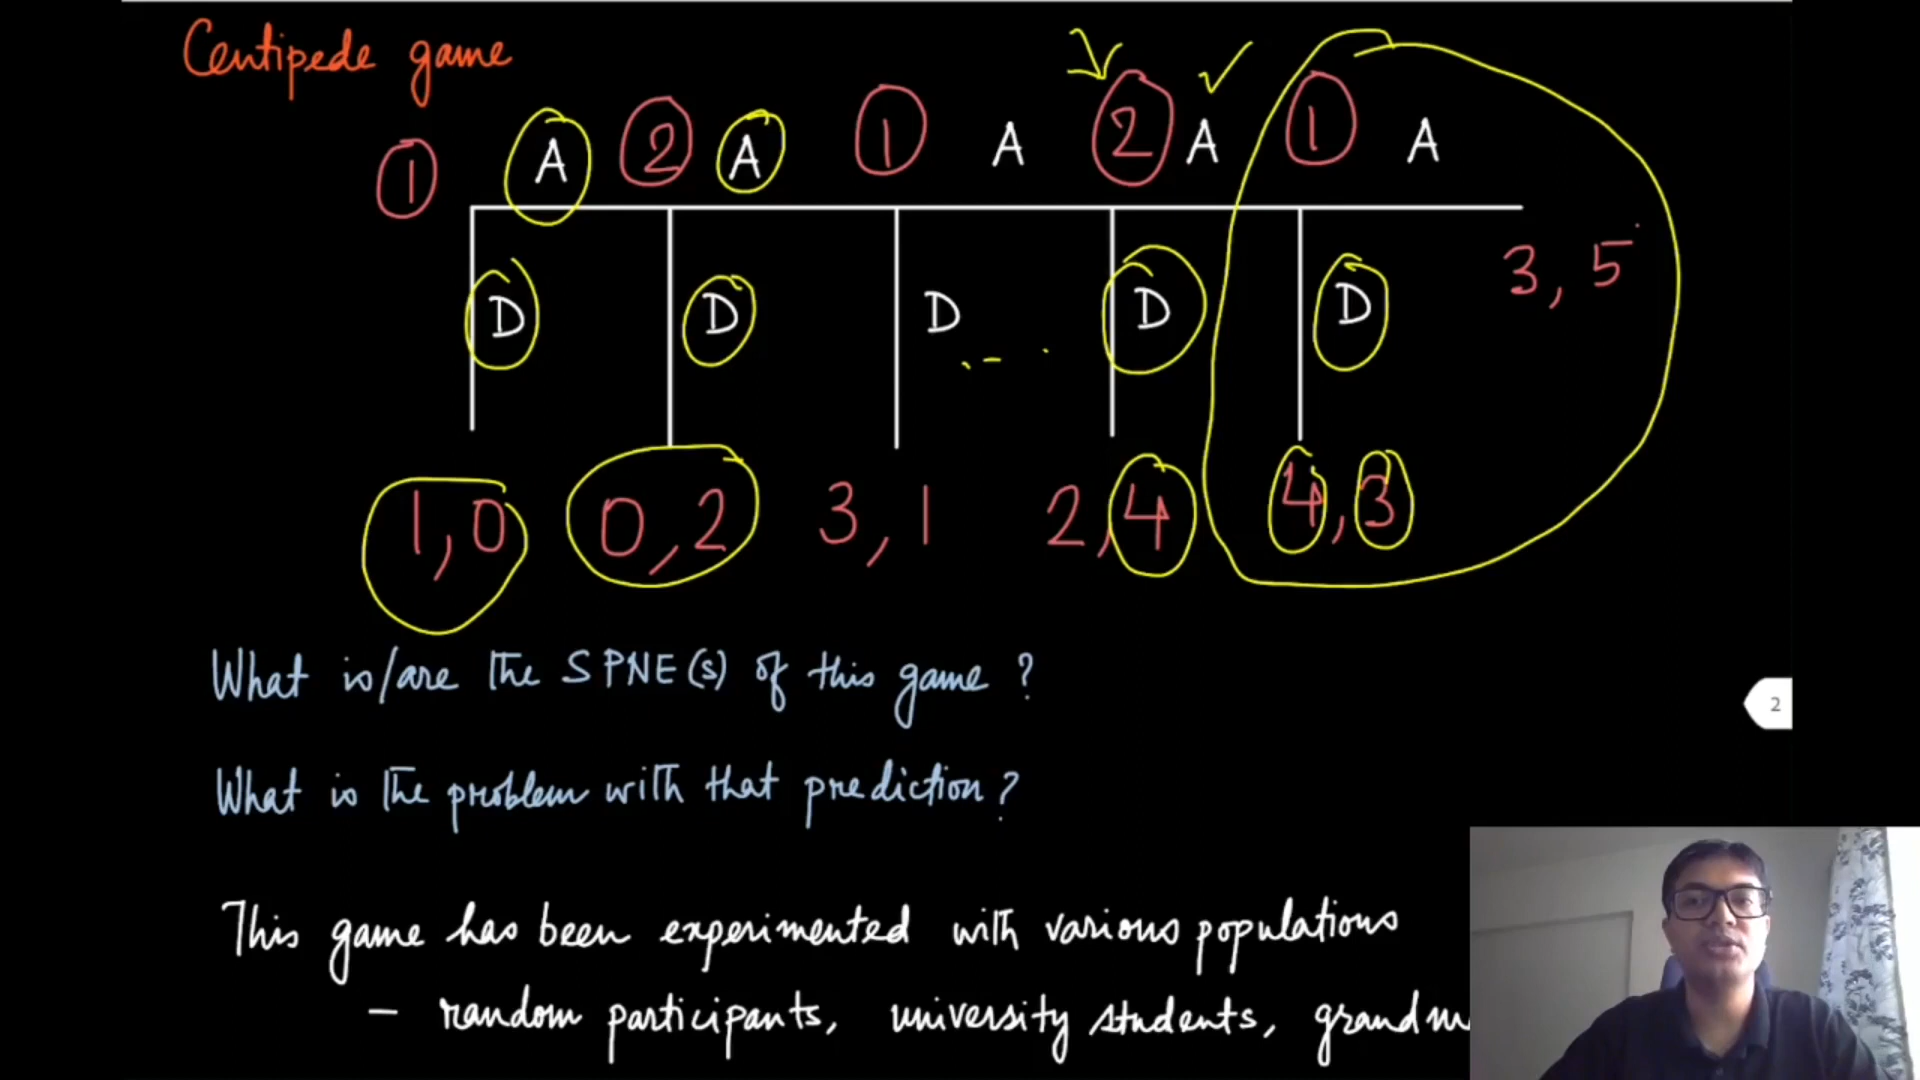 Centipede game
1 A 2 A 1 A 2 A 1 A
D D D D D 3, 5
1, 0 0, 2 3, 1 2, 4 4, 3
What is/are the SPNE(s) of this game ?
What is the problem with that prediction ?
2
This game has been experimented with various populations
- random participants, university students,